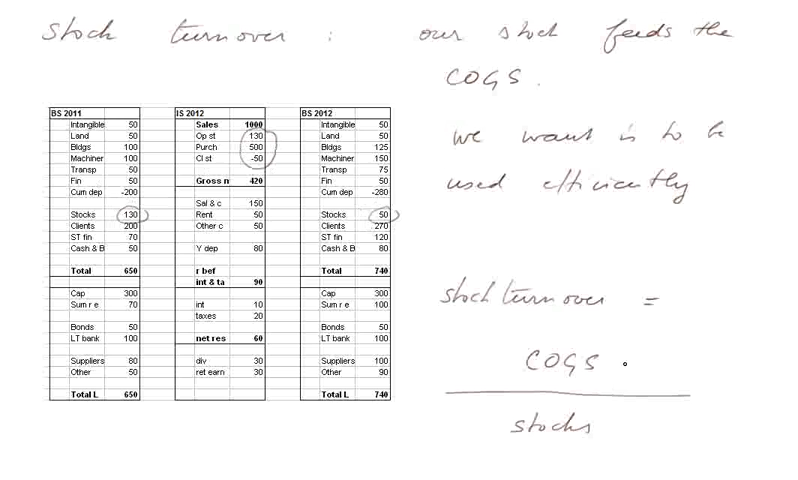 stock turnover : our stock feeds the
COGS.
we want is to be
used efficiently
BS 2011 IS 2012 BS 2012
Intangible 50 Sales 1000 Intangible 50
Land 50 Op st 130 Land 50
Bldgs 100 Purch 500 Bldgs 125
Machiner 100 Cl st -50 Machiner 150
Transp 50 Transp 75
Fin 50 Gross m 420 Fin 50
Cum dep -200 Cum dep -280
Sal & c 150
Stocks 130 Rent 50 Stocks 50
Clients 200 Other c 50 Clients 270
ST fin 70 ST fin 120
Cash & B 50 Y dep 80 Cash & B 80
Total 650 r bef Total 740
int & ta 90
Cap 300 Cap 300
Sum r e 70 int 10 Sum r e 100
taxes 20
Bonds 50 Bonds 50
LT bank 100 net res 60 LT bank 100
Suppliers 80 div 30 Suppliers 100
Other 50 ret earn 30 Other 90
Total L 650 Total L 740
stock turnover =
COGS .
stocks